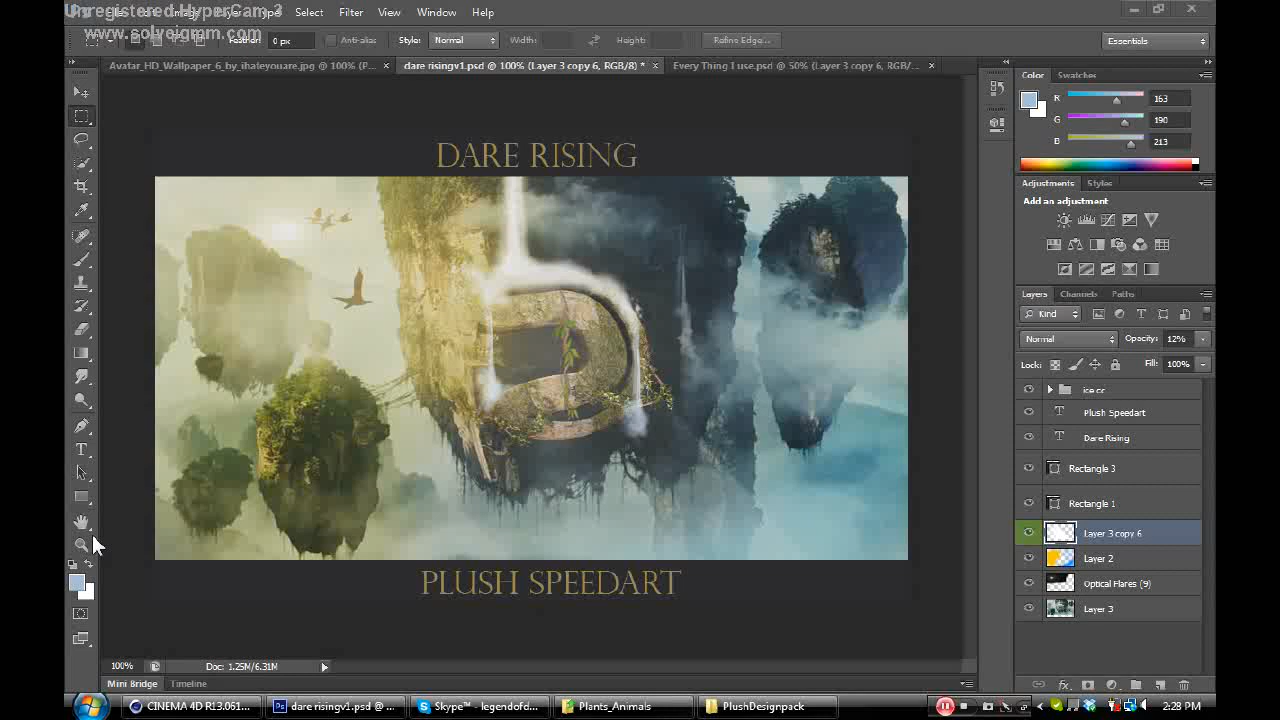 Unregistered HyperCam 3
www.solveigmm.com
Select Filter View Window Help
Feather: 0 px Anti-alias Style: Normal Width: Height: Refine Edge... Essentials
Avatar_HD_Wallpaper_6_by_ihateyouare.jpg @ 100% (P... × dare risingv1.psd @ 100% (Layer 3 copy 6, RGB/8) * × Every Thing I use.psd @ 50% (Layer 3 copy 6, RGB/... ×
Color Swatches
R 163
G 190
B 213
DARE RISING
PLUSH SPEEDART
Adjustments Styles
Add an adjustment
Layers Channels Paths
Kind
Normal Opacity: 12%
Lock: Fill: 100%
ice cc
Plush Speedart
Dare Rising
Rectangle 3
Rectangle 1
Layer 3 copy 6
Layer 2
Optical Flares (9)
Layer 3
100% Doc: 1.25M/6.31M
Mini Bridge Timeline
CINEMA 4D R13.061... dare risingv1.psd @ ... Skype™ - legendofd... Plants_Animals PlushDesignpack 2:28 PM